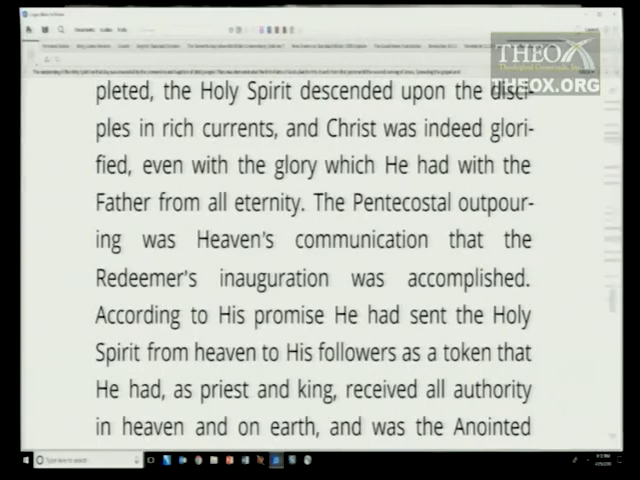 THEOX
THEOX.ORG
pleted, the Holy Spirit descended upon the disci-
ples in rich currents, and Christ was indeed glori-
fied, even with the glory which He had with the
Father from all eternity. The Pentecostal outpour-
ing was Heaven's communication that the
Redeemer's inauguration was accomplished.
According to His promise He had sent the Holy
Spirit from heaven to His followers as a token that
He had, as priest and king, received all authority
in heaven and on earth, and was the Anointed
Type here to search